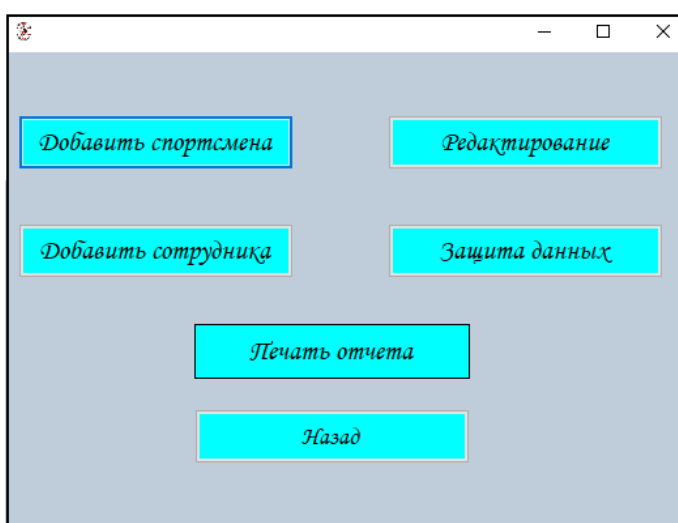 Добавить спортсмена
Редактирование
Добавить сотрудника
Защита данных
Печать отчета
Назад